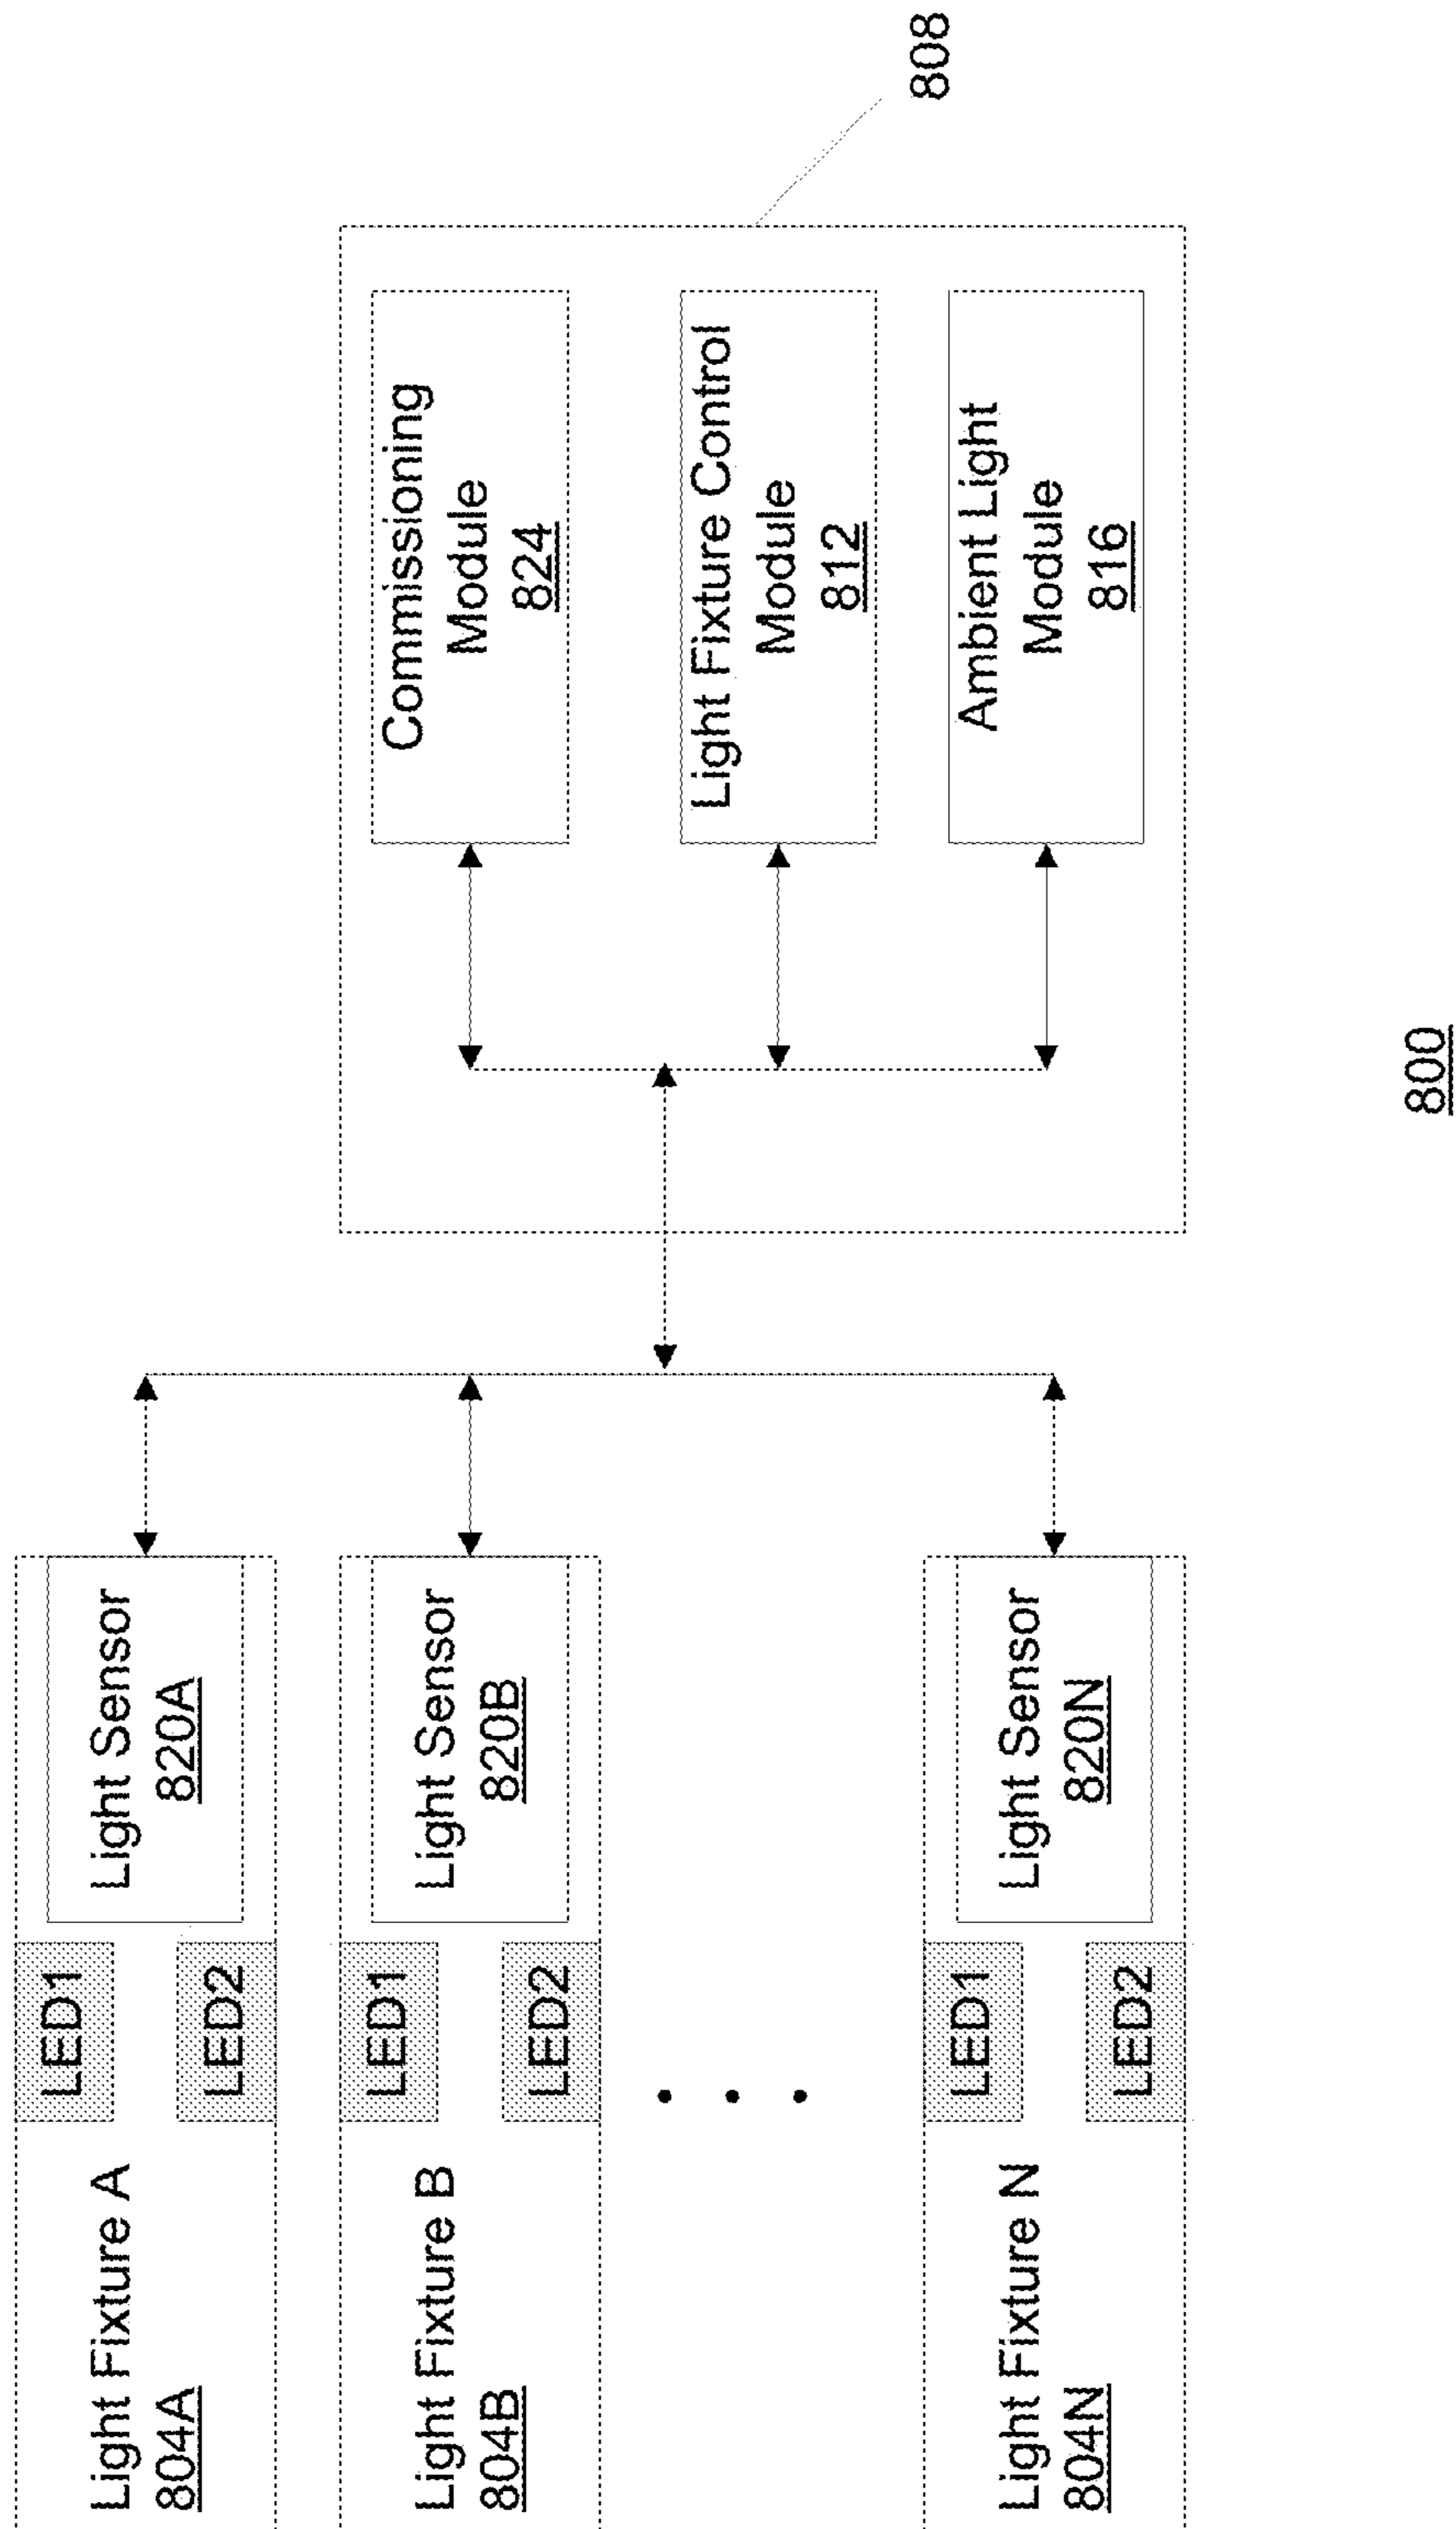 Light Fixture A
804A
LED1
LED2
Light Sensor
820A
Light Fixture B
804B
LED1
LED2
Light Sensor
820B
Light Fixture N
804N
LED1
LED2
Light Sensor
820N
Commissioning
Module
824
Light Fixture Control
Module
812
Ambient Light
Module
816
808
800